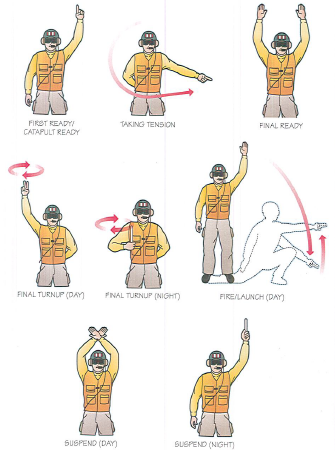 FIRST READY/
CATAPULT READY
TAKING TENSION
FINAL READY
FINAL TURNUP (DAY)
FINAL TURNUP (NIGHT)
FIRE/LAUNCH (DAY)
SUSPEND (DAY)
SUSPEND (NIGHT)